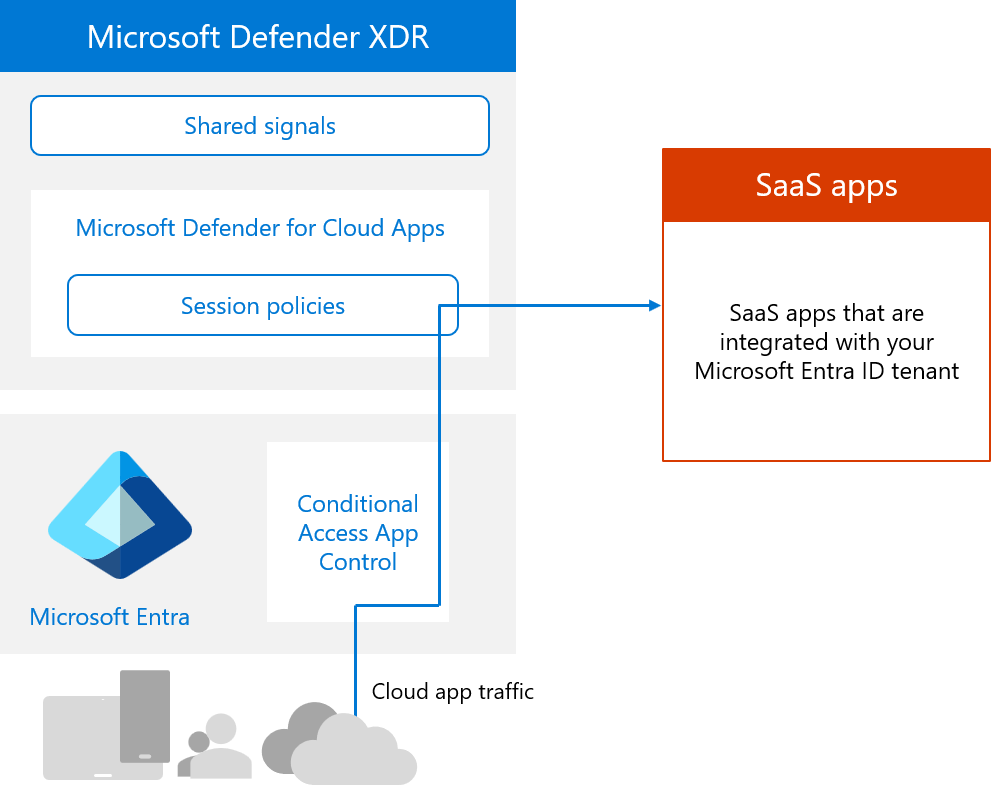 Microsoft Defender XDR
Shared signals
Microsoft Defender for Cloud Apps
Session policies
SaaS apps
SaaS apps that are
integrated with your
Microsoft Entra ID tenant
Conditional
Access App
Control
Microsoft Entra
Cloud app traffic